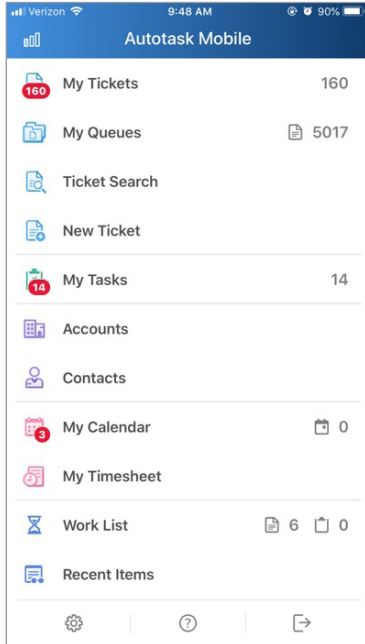 Verizon 9:48 AM 90%
Autotask Mobile
160 My Tickets 160
My Queues 5017
Ticket Search
New Ticket
14 My Tasks 14
Accounts
Contacts
3 My Calendar 0
My Timesheet
Work List 6 0
Recent Items
?